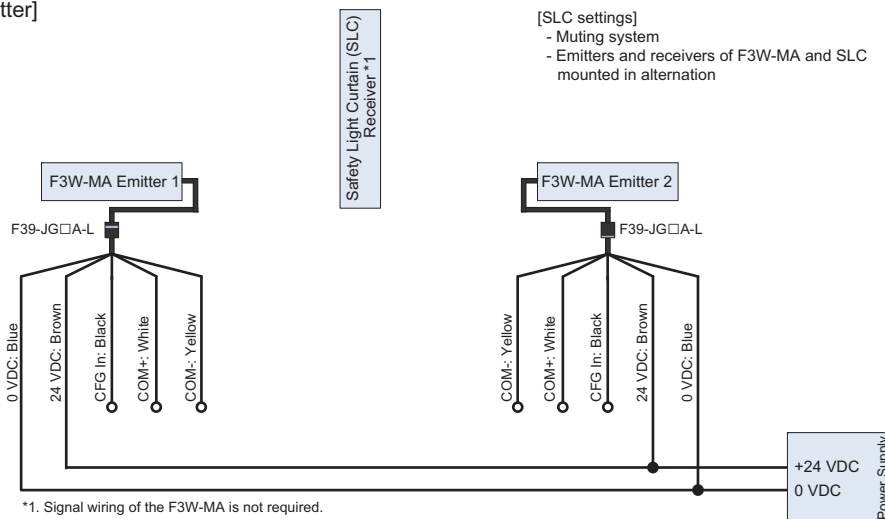 tter]
[SLC settings]
- Muting system
- Emitters and receivers of F3W-MA and SLC
mounted in alternation
Safety Light Curtain (SLC)
Receiver *1
F3W-MA Emitter 1
F3W-MA Emitter 2
F39-JG□A-L
F39-JG□A-L
0 VDC: Blue
24 VDC: Brown
CFG In: Black
COM+: White
COM-: Yellow
COM-: Yellow
COM+: White
CFG In: Black
24 VDC: Brown
0 VDC: Blue
+24 VDC
0 VDC
Power Supply
*1. Signal wiring of the F3W-MA is not required.